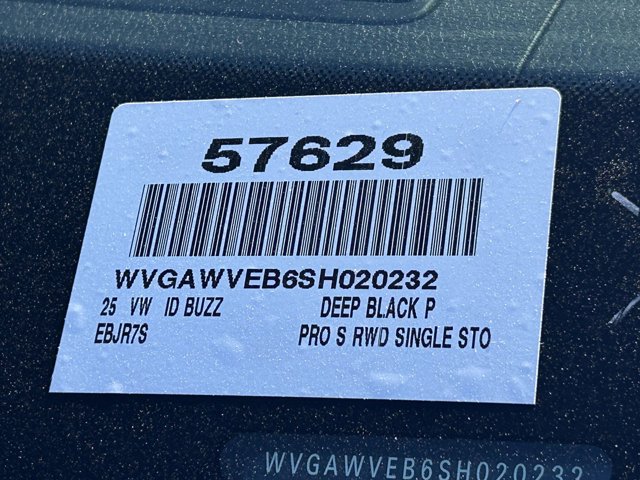 57629
WVGAWVEB6SH020232
25 VW ID BUZZ DEEP BLACK P
EBJR7S PRO S RWD SINGLE STO
WVGAWVEB6SH020232